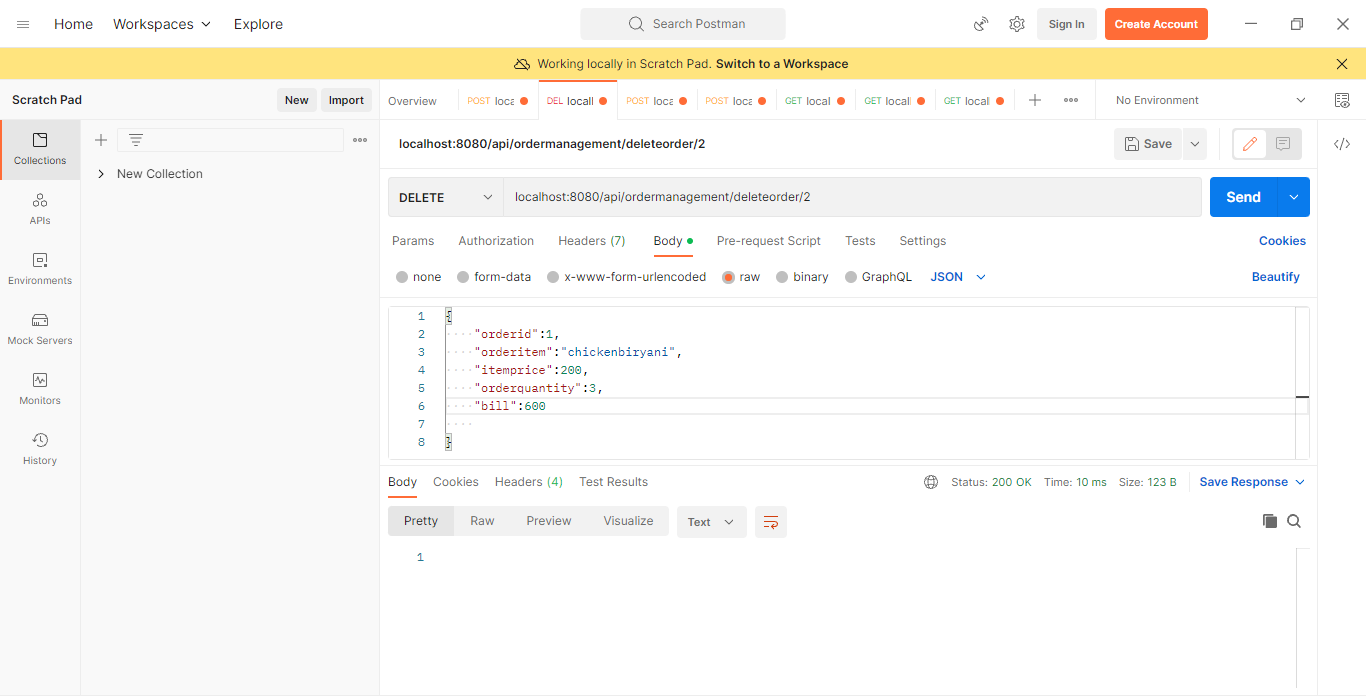 Home Workspaces Explore Search Postman Sign In Create Account
Working locally in Scratch Pad. Switch to a Workspace
Scratch Pad New Import Overview POST loca DEL locall POST loca POST loca GET local GET locall GET local No Environment
Collections
APIs
Environments
Mock Servers
Monitors
History
New Collection
localhost:8080/api/ordermanagement/deleteorder/2 Save
DELETE localhost:8080/api/ordermanagement/deleteorder/2 Send
Params Authorization Headers (7) Body Pre-request Script Tests Settings Cookies
none form-data x-www-form-urlencoded raw binary GraphQL JSON Beautify
1 {
2 "orderid":1,
3 "orderitem":"chickenbiryani",
4 "itemprice":200,
5 "orderquantity":3,
6 "bill":600
7
8 }
Body Cookies Headers (4) Test Results Status: 200 OK Time: 10 ms Size: 123 B Save Response
Pretty Raw Preview Visualize Text
1